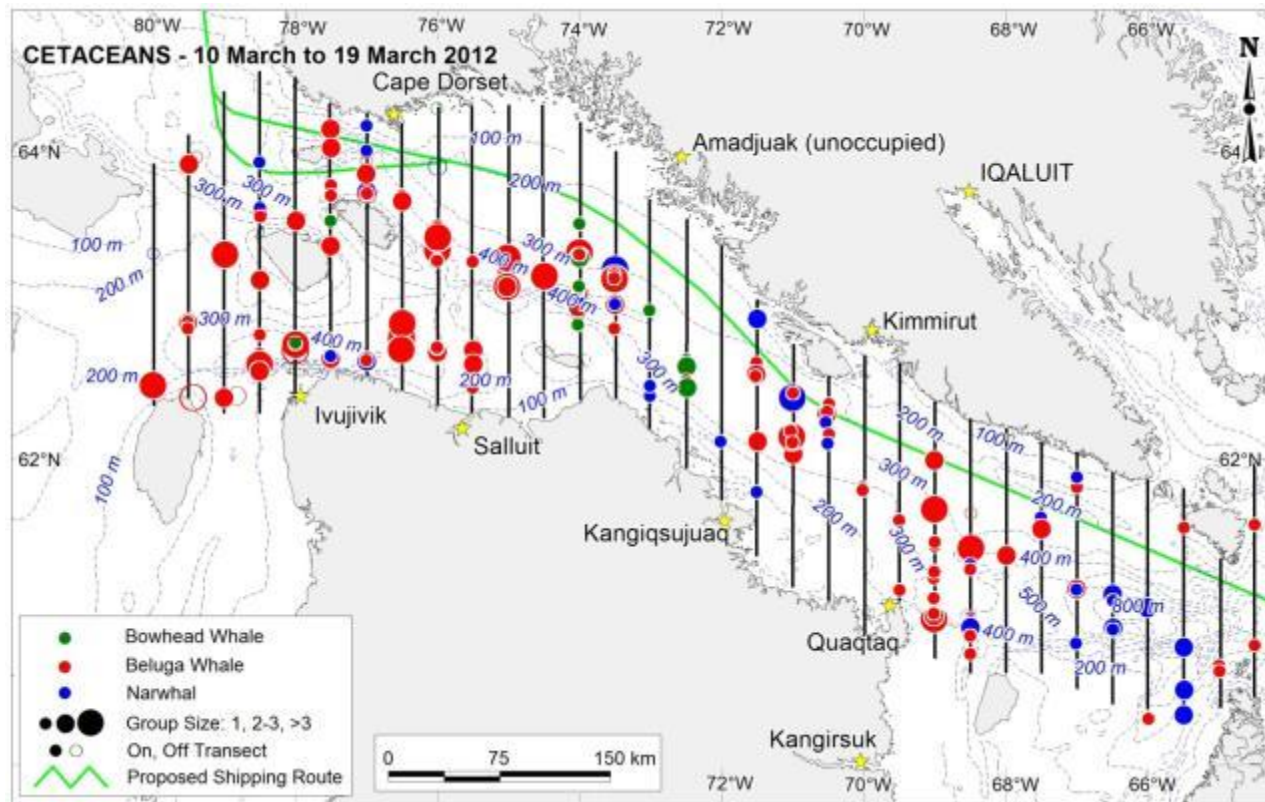 80°W 78°W 76°W 74°W 72°W 70°W 68°W 66°W
CETACEANS - 10 March to 19 March 2012
N
Cape Dorset
100 m
Amadjuak (unoccupied)
64°N
64°N
IQALUIT
200 m
300 m
300 m
100 m
300 m
200 m
400 m
400 m
300 m
400 m
Kimmirut
300 m
200 m
200 m
100 m
Ivujivik
Salluit
200 m
100 m
62°N
62°N
300 m
100 m
200 m
200 m
Kangiqsujuaq
300 m
400 m
500 m
800 m
Quaqtaq
400 m
200 m
Bowhead Whale
Beluga Whale
Narwhal
Group Size: 1, 2-3, >3
On, Off Transect
Proposed Shipping Route
Kangirsuk
0 75 150 km
72°W 70°W 68°W 66°W